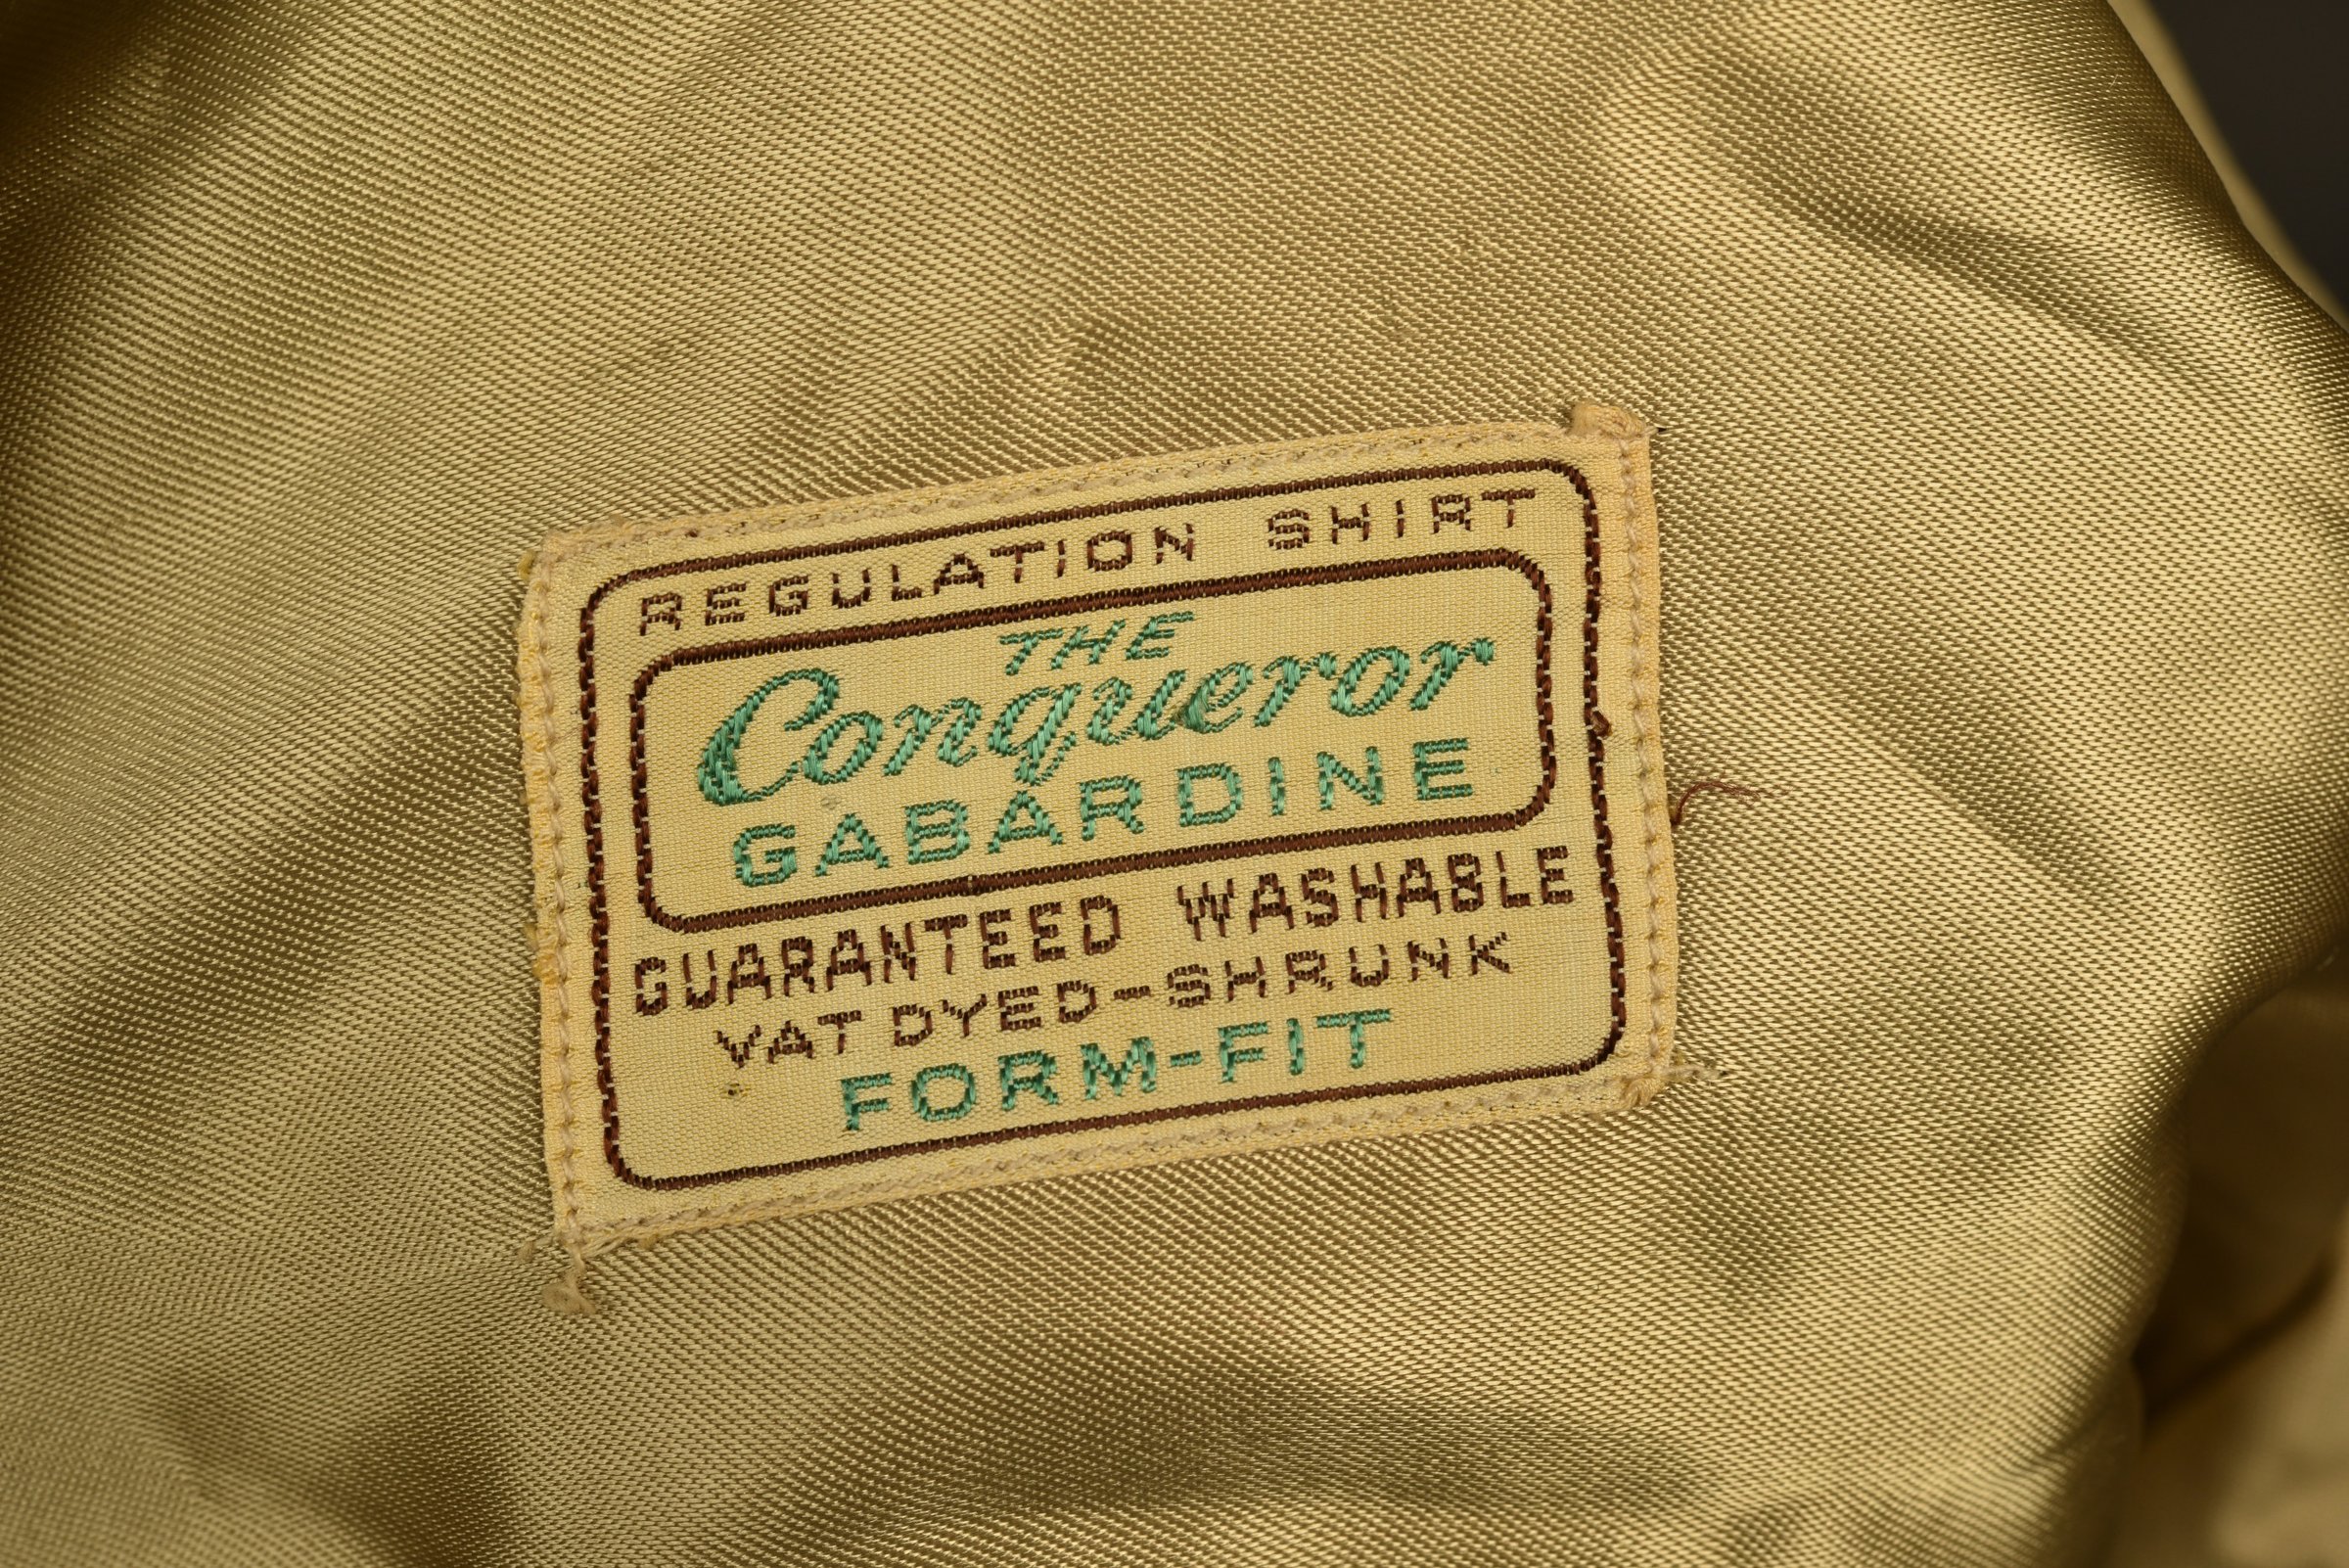 REGULATION SHIRT
THE
Conqueror
GABARDINE
GUARANTEED WASHABLE
VAT DYED-SHRUNK
FORM-FIT